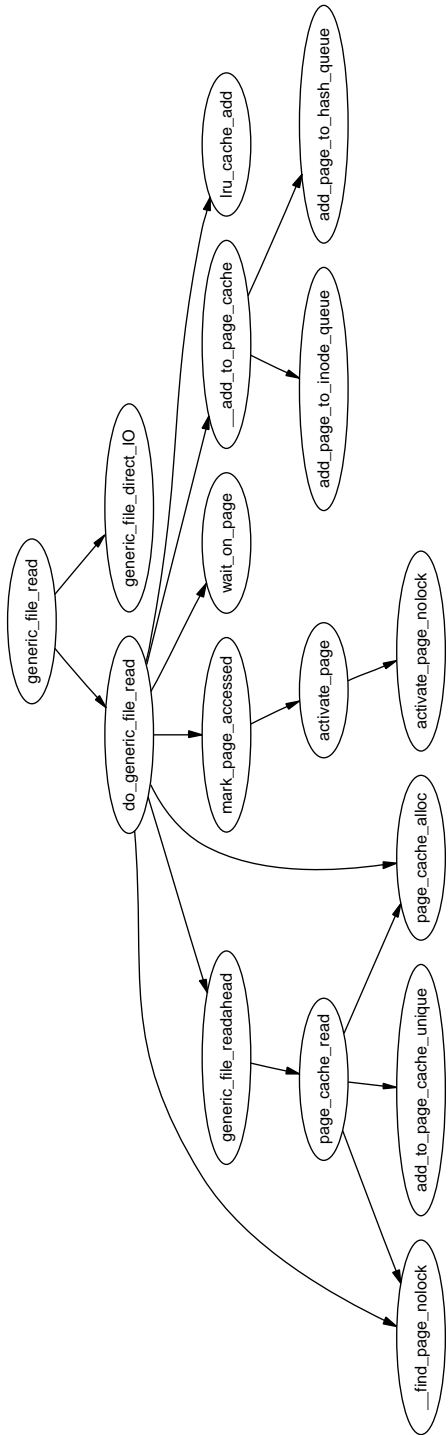 generic_file_read
do_generic_file_read
generic_file_direct_IO
generic_file_readahead
mark_page_accessed
wait_on_page
__add_to_page_cache
lru_cache_add
page_cache_read
activate_page
add_page_to_inode_queue
add_page_to_hash_queue
__find_page_nolock
add_to_page_cache_unique
page_cache_alloc
activate_page_nolock